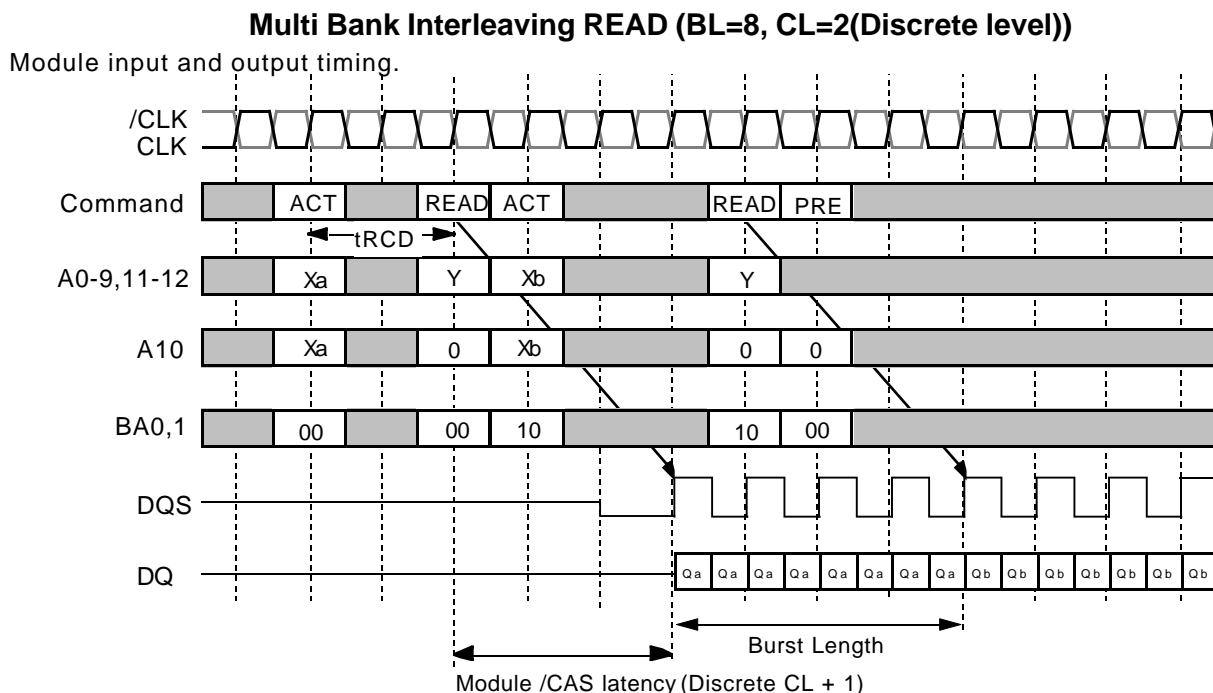 Multi Bank Interleaving READ (BL=8, CL=2(Discrete level))
Module input and output timing.
/CLK
CLK
Command ACT READ ACT READ PRE
tRCD
A0-9,11-12 Xa Y Xb Y
A10 Xa 0 Xb 0 0
BA0,1 00 00 10 10 00
DQS
DQ Qa Qa Qa Qa Qa Qa Qa Qa Qb Qb Qb Qb Qb Qb Qb
Burst Length
Module /CAS latency (Discrete CL + 1)